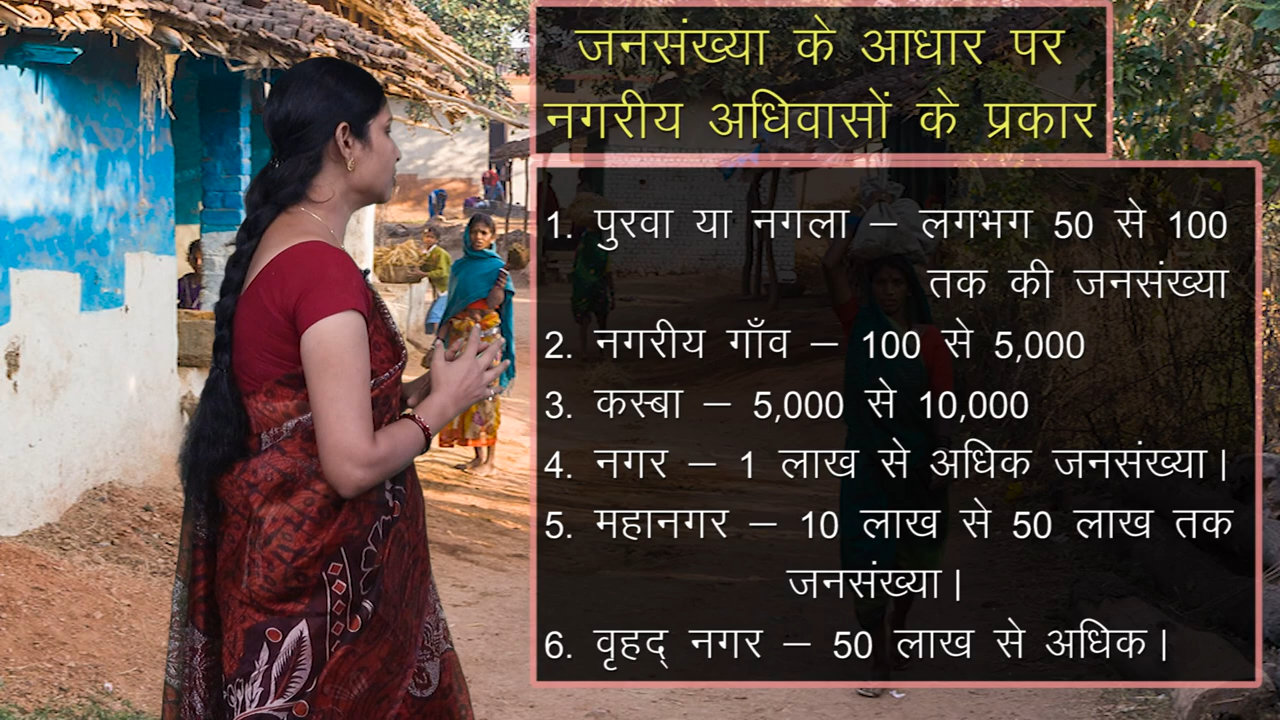 जनसंख्या के आधार पर
नगरीय अधिवासों के प्रकार
1. पुरवा या नगला – लगभग 50 से 100
तक की जनसंख्या
2. नगरीय गाँव – 100 से 5,000
3. कस्बा – 5,000 से 10,000
4. नगर – 1 लाख से अधिक जनसंख्या।
5. महानगर – 10 लाख से 50 लाख तक
जनसंख्या।
6. वृहद् नगर – 50 लाख से अधिक।